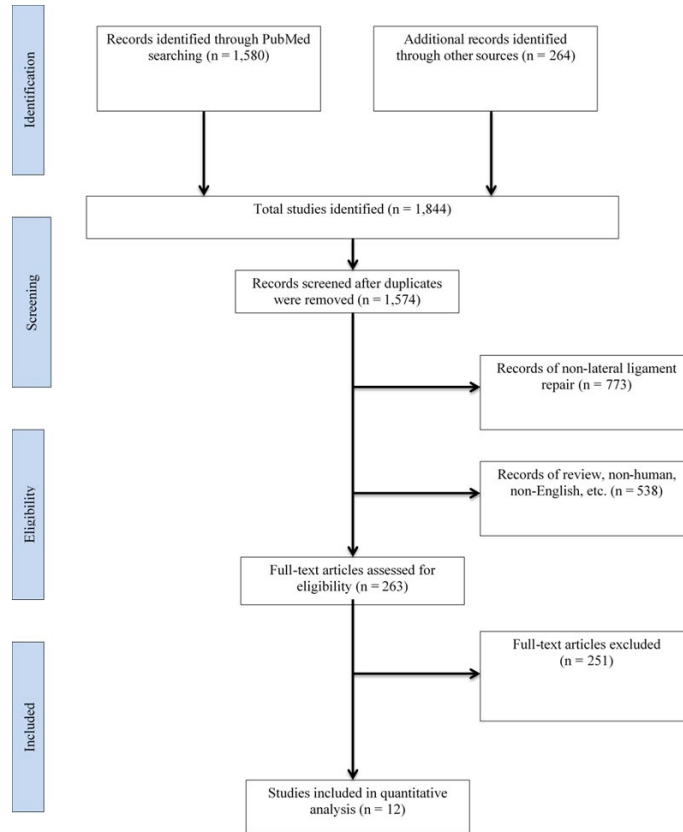 Identification
Records identified through PubMed
searching (n = 1,580)
Additional records identified
through other sources (n = 264)
Total studies identified (n = 1,844)
Screening
Records screened after duplicates
were removed (n = 1,574)
Records of non-lateral ligament
repair (n = 773)
Eligibility
Records of review, non-human,
non-English, etc. (n = 538)
Full-text articles assessed for
eligibility (n = 263)
Included
Full-text articles excluded
(n = 251)
Studies included in quantitative
analysis (n = 12)